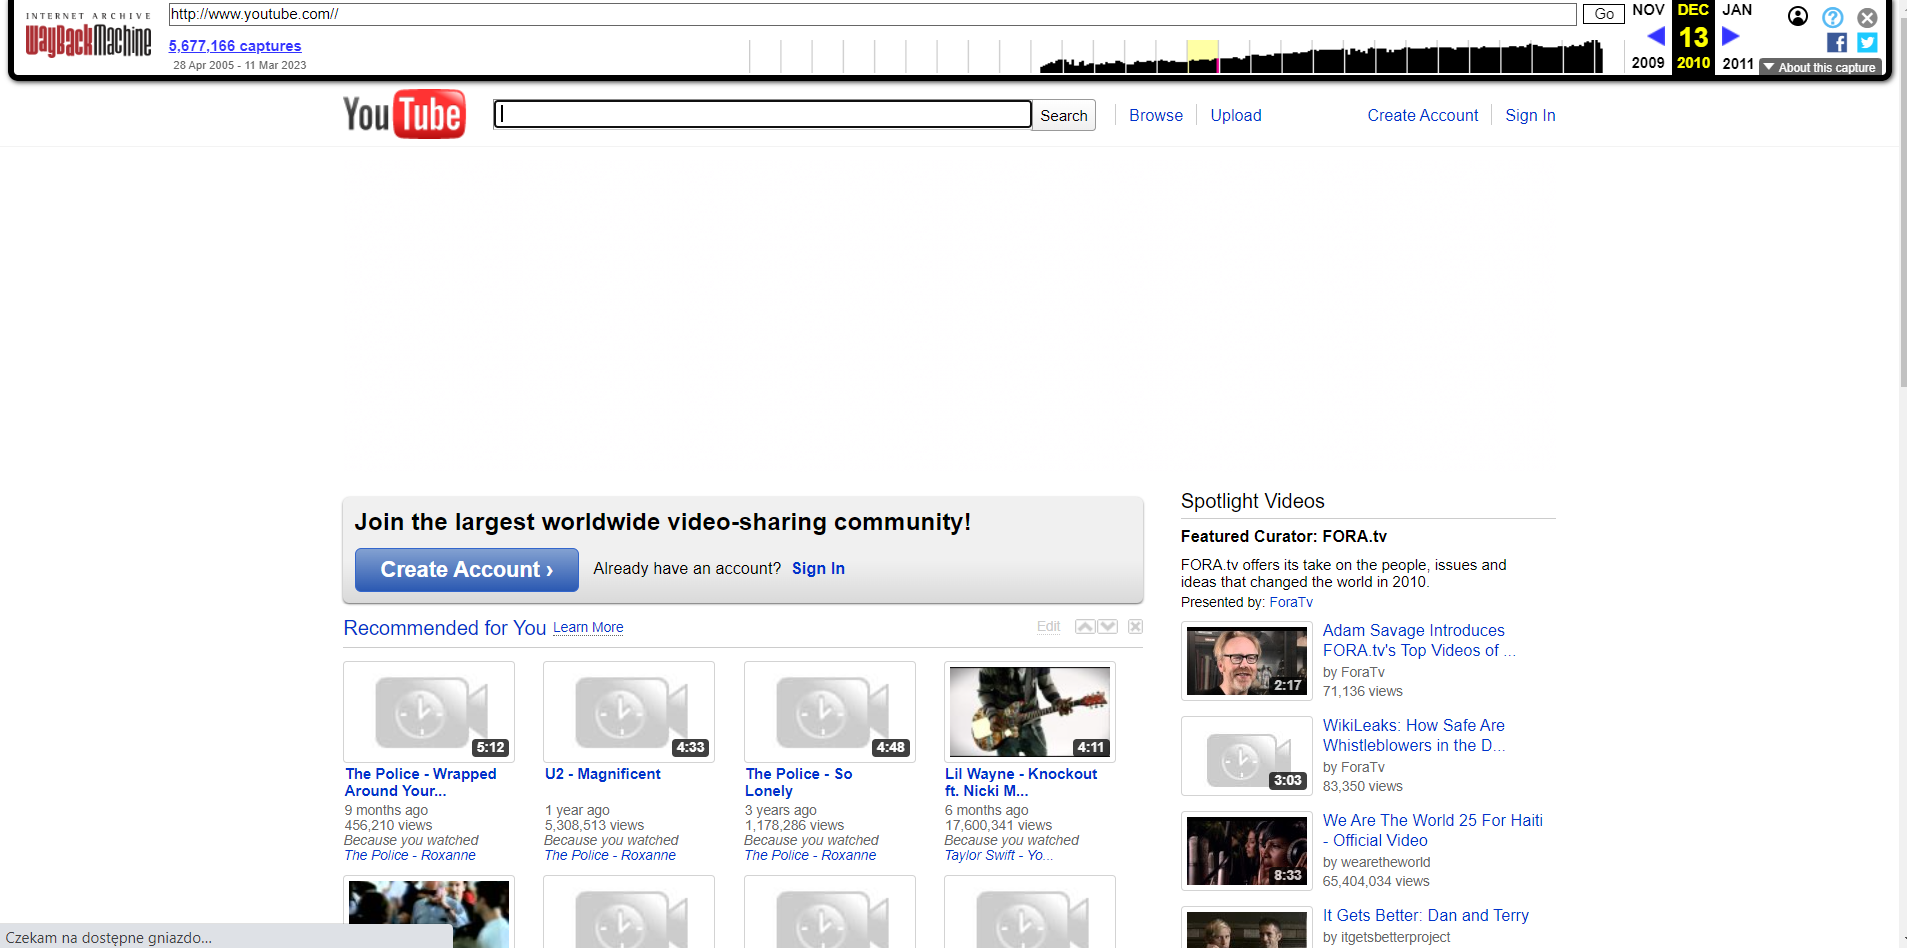 INTERNET ARCHIVE
WayBackMachine
http://www.youtube.com//
Go
5,677,166 captures
28 Apr 2005 - 11 Mar 2023
NOV DEC JAN
13
2009 2010 2011
About this capture
YouTube
Search
Browse
Upload
Create Account
Sign In
Join the largest worldwide video-sharing community!
Create Account ›
Already have an account? Sign In
Recommended for You Learn More
Edit
5:12
The Police - Wrapped
Around Your...
9 months ago
456,210 views
Because you watched
The Police - Roxanne
4:33
U2 - Magnificent
1 year ago
5,308,513 views
Because you watched
The Police - Roxanne
4:48
The Police - So
Lonely
3 years ago
1,178,286 views
Because you watched
The Police - Roxanne
4:11
Lil Wayne - Knockout
ft. Nicki M...
6 months ago
17,600,341 views
Because you watched
Taylor Swift - Yo...
Spotlight Videos
Featured Curator: FORA.tv
FORA.tv offers its take on the people, issues and
ideas that changed the world in 2010.
Presented by: ForaTv
2:17
Adam Savage Introduces
FORA.tv's Top Videos of ...
by ForaTv
71,136 views
3:03
WikiLeaks: How Safe Are
Whistleblowers in the D...
by ForaTv
83,350 views
8:33
We Are The World 25 For Haiti
- Official Video
by wearetheworld
65,404,034 views
It Gets Better: Dan and Terry
by itgetsbetterproject
Czekam na dostępne gniazdo...